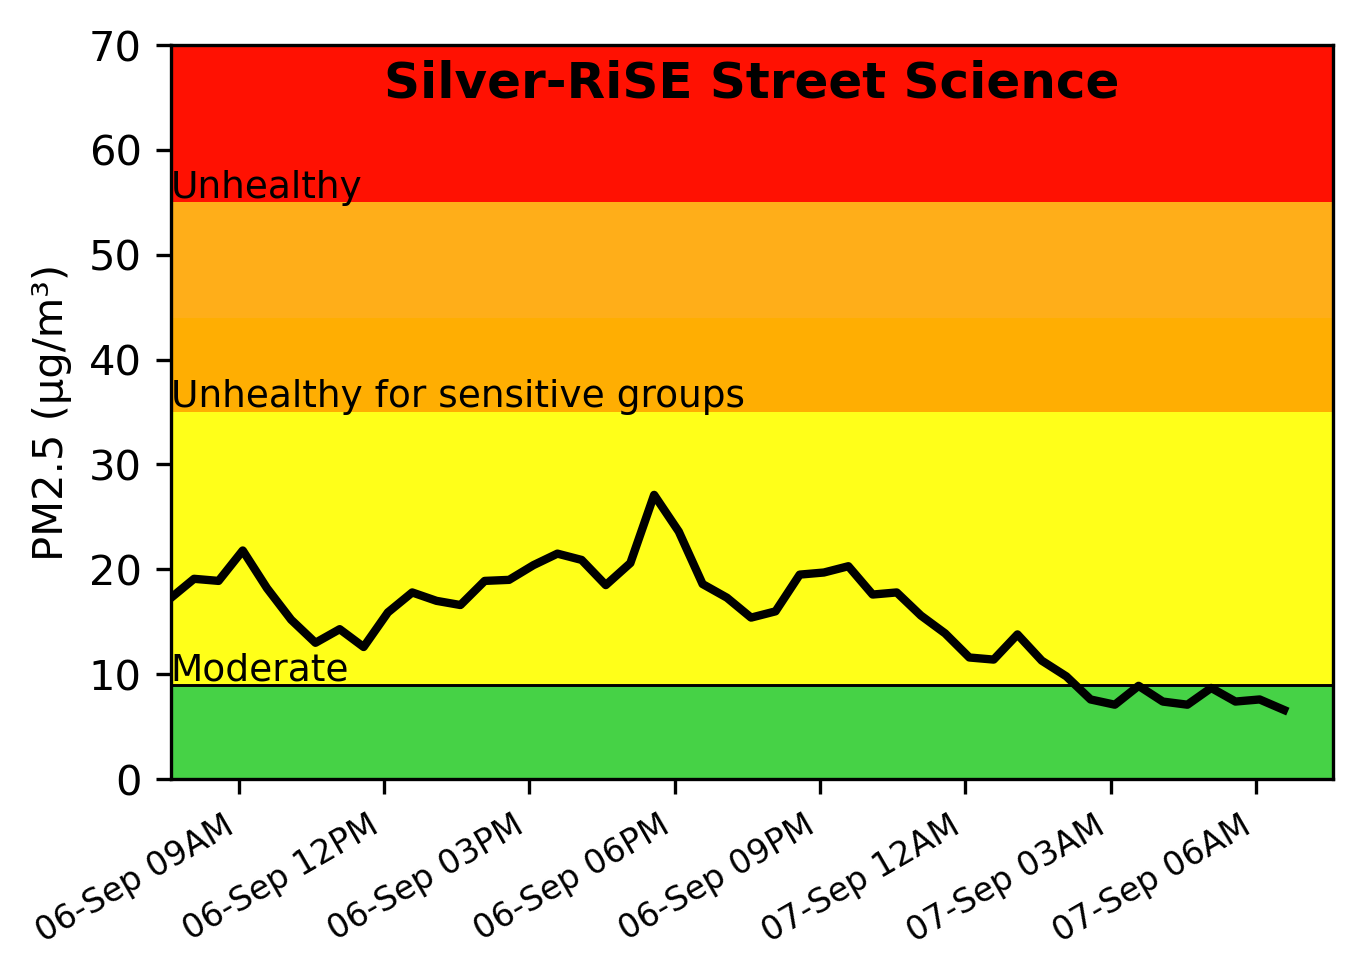 Silver-RiSE Street Science
70
60
50
40
30
20
10
0
PM2.5 (µg/m³)
Unhealthy
Unhealthy for sensitive groups
Moderate
06-Sep 09AM
06-Sep 12PM
06-Sep 03PM
06-Sep 06PM
06-Sep 09PM
07-Sep 12AM
07-Sep 03AM
07-Sep 06AM